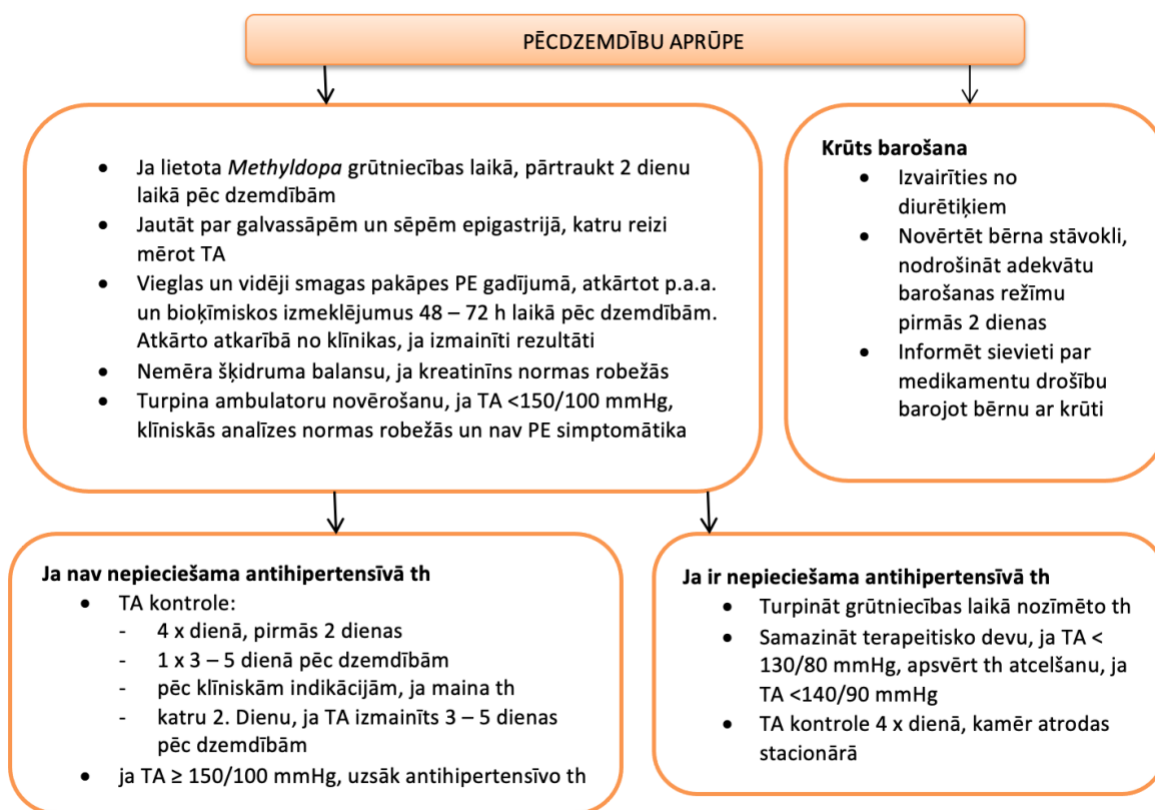 PĒCDZEMDĪBU APRŪPE
• Ja lietota Methyldopa grūtniecības laikā, pārtraukt 2 dienu
laikā pēc dzemdībām
• Jautāt par galvassāpēm un sēpēm epigastrijā, katru reizi
mērot TA
• Vieglas un vidēji smagas pakāpes PE gadījumā, atkārtot p.a.a.
un bioķīmiskos izmeklējumus 48 – 72 h laikā pēc dzemdībām.
Atkārto atkarībā no klīnikas, ja izmainīti rezultāti
• Nemēra šķidruma balansu, ja kreatinīns normas robežās
• Turpina ambulatoru novērošanu, ja TA <150/100 mmHg,
klīniskās analīzes normas robežās un nav PE simptomātika
Krūts barošana
• Izvairīties no
diurētiķiem
• Novērtēt bērna stāvokli,
nodrošināt adekvātu
barošanas režīmu
pirmās 2 dienas
• Informēt sievieti par
medikamentu drošību
barojot bērnu ar krūti
Ja nav nepieciešama antihipertensīvā th
• TA kontrole:
- 4 x dienā, pirmās 2 dienas
- 1 x 3 – 5 dienā pēc dzemdībām
- pēc klīniskām indikācijām, ja maina th
- katru 2. Dienu, ja TA izmainīts 3 – 5 dienas
pēc dzemdībām
• ja TA ≥ 150/100 mmHg, uzsāk antihipertensīvo th
Ja ir nepieciešama antihipertensīvā th
• Turpināt grūtniecības laikā nozīmēto th
• Samazināt terapeitisko devu, ja TA <
130/80 mmHg, apsvērt th atcelšanu, ja
TA <140/90 mmHg
• TA kontrole 4 x dienā, kamēr atrodas
stacionārā